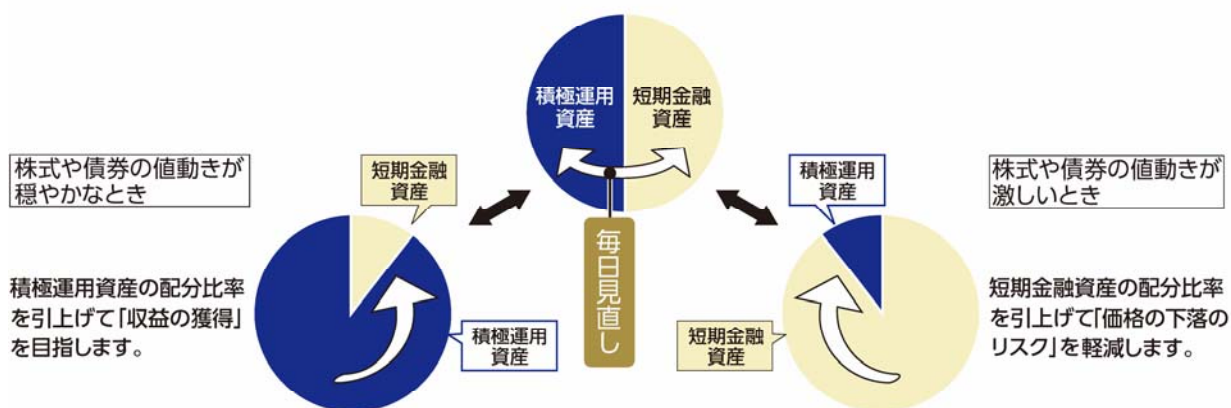 積極運用
資産
短期金融
資産
毎日見直し
株式や債券の値動きが
穏やかなとき
短期金融
資産
積極運用資産の配分比率
を引上げて「収益の獲得」
を目指します。
積極運用
資産
積極運用
資産
株式や債券の値動きが
激しいとき
短期金融
資産
短期金融資産の配分比率
を引上げて「価格の下落の
リスク」を軽減します。